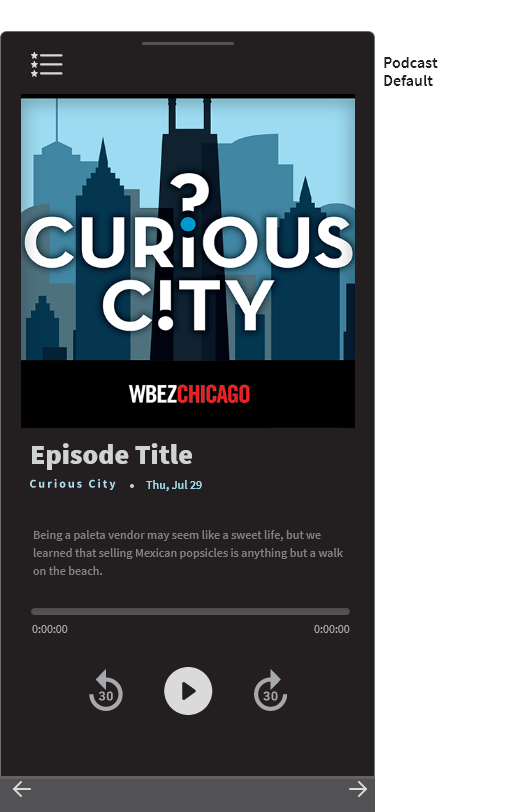 Podcast
Default
CURiOUS
C!TY
WBEZCHICAGO
Episode Title
Curious City • Thu, Jul 29
Being a paleta vendor may seem like a sweet life, but we
learned that selling Mexican popsicles is anything but a walk
on the beach.
0:00:00 0:00:00
30 30